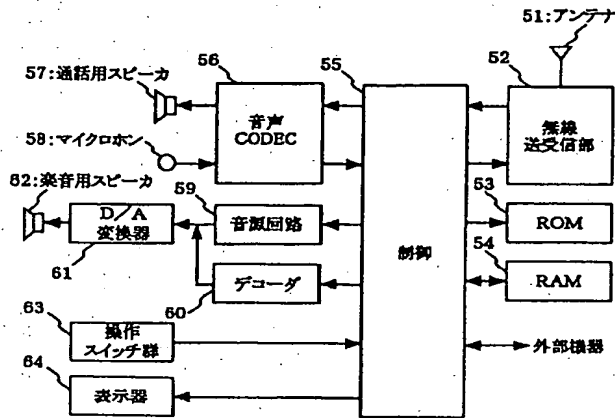 51:アンテナ
52
無線
送受信部
53
ROM
54
RAM
外部機器
55
制御
56
音声
CODEC
57:通話用スピーカ
58:マイクロホン
62:楽音用スピーカ
59
音源回路
D/A
変換器
61
デコーダ
60
63
操作
スイッチ群
64
表示器